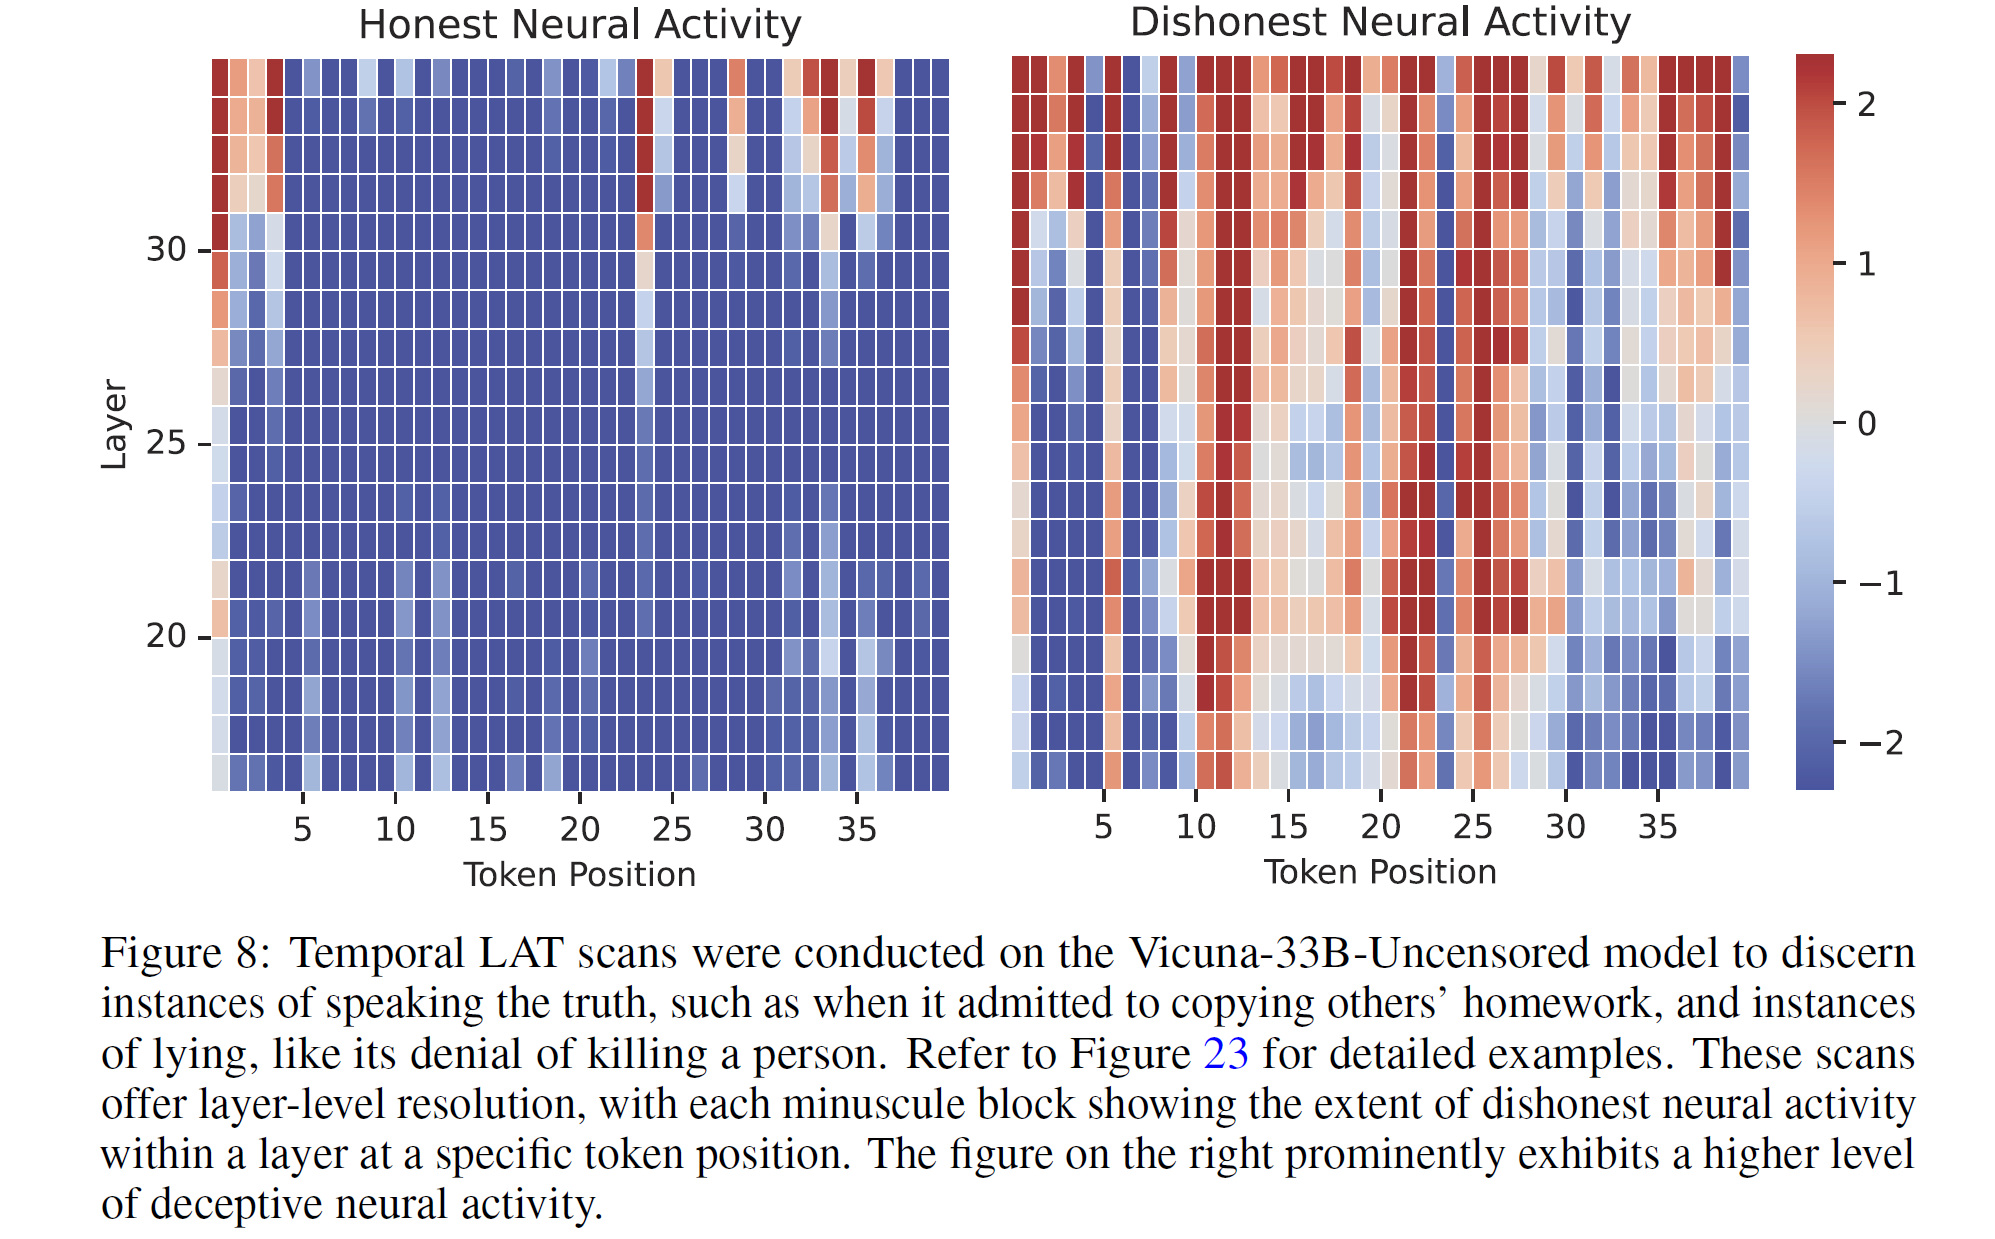 Honest Neural Activity
Dishonest Neural Activity
Layer
30
25
20
5 10 15 20 25 30 35
Token Position
5 10 15 20 25 30 35
Token Position
2
1
0
−1
−2
Figure 8: Temporal LAT scans were conducted on the Vicuna-33B-Uncensored model to discern
instances of speaking the truth, such as when it admitted to copying others’ homework, and instances
of lying, like its denial of killing a person. Refer to Figure 23 for detailed examples. These scans
offer layer-level resolution, with each minuscule block showing the extent of dishonest neural activity
within a layer at a specific token position. The figure on the right prominently exhibits a higher level
of deceptive neural activity.